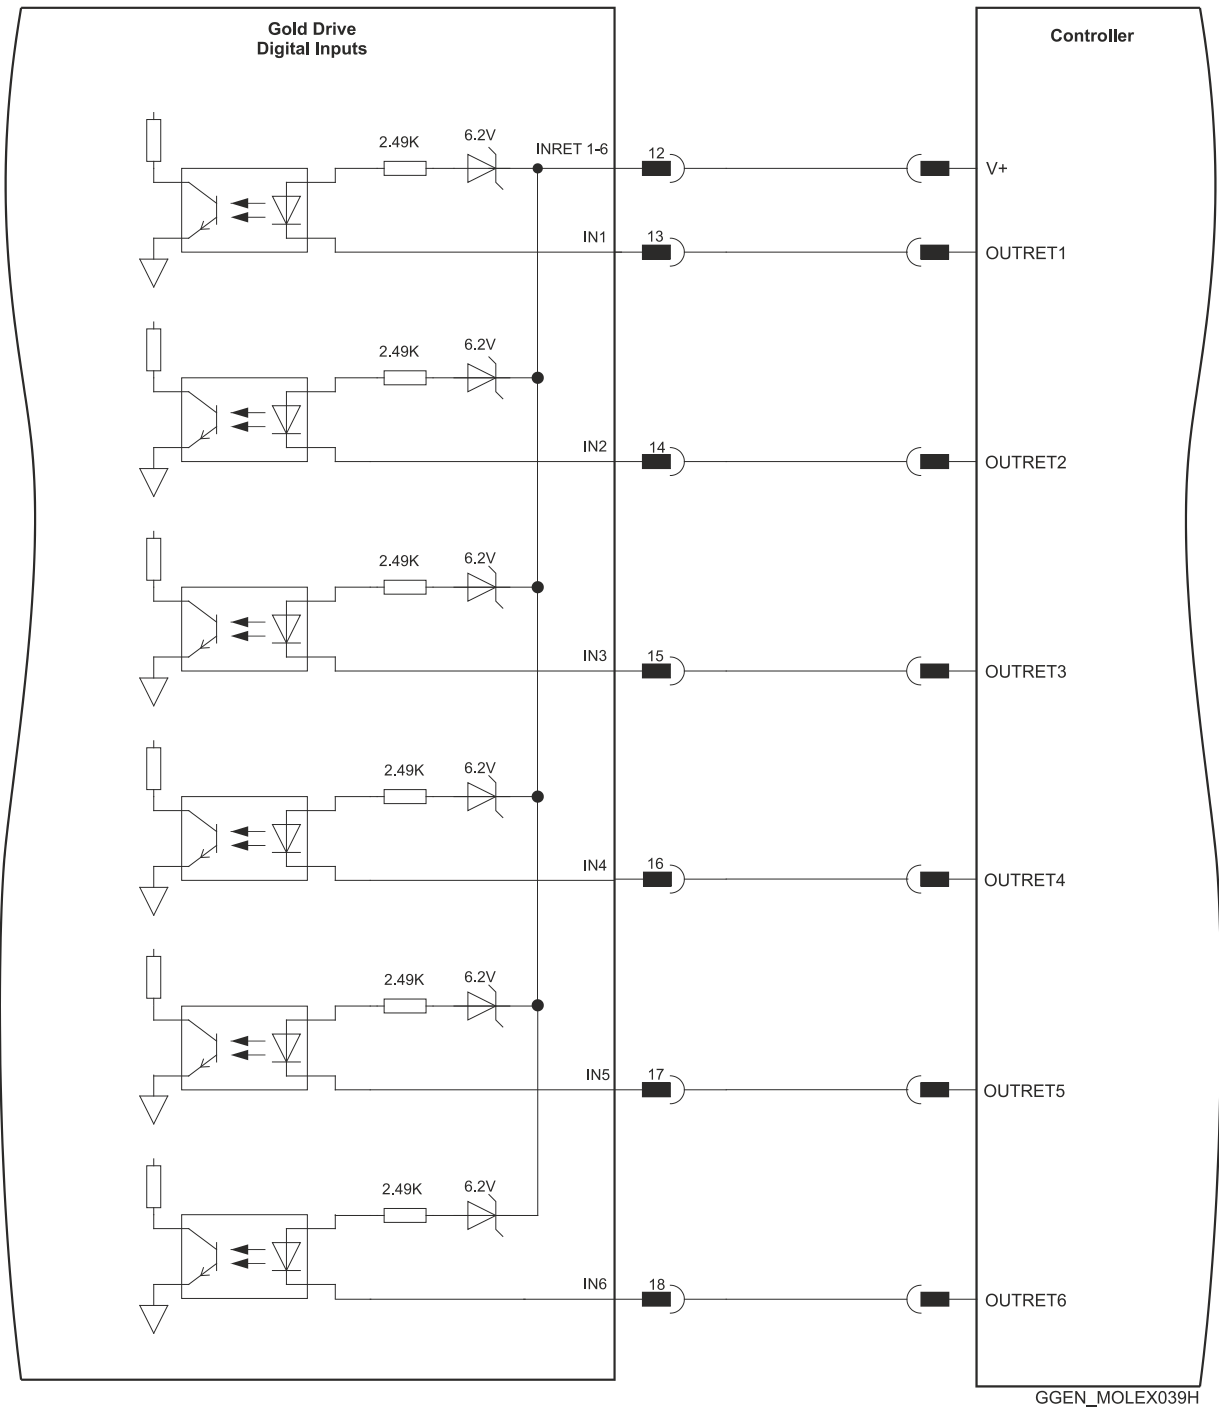 Gold Drive
Digital Inputs
Controller
2.49K
6.2V
INRET 1-6
12
V+
IN1
13
OUTRET1
2.49K
6.2V
IN2
14
OUTRET2
2.49K
6.2V
IN3
15
OUTRET3
2.49K
6.2V
IN4
16
OUTRET4
2.49K
6.2V
IN5
17
OUTRET5
2.49K
6.2V
IN6
18
OUTRET6
GGEN_MOLEX039H